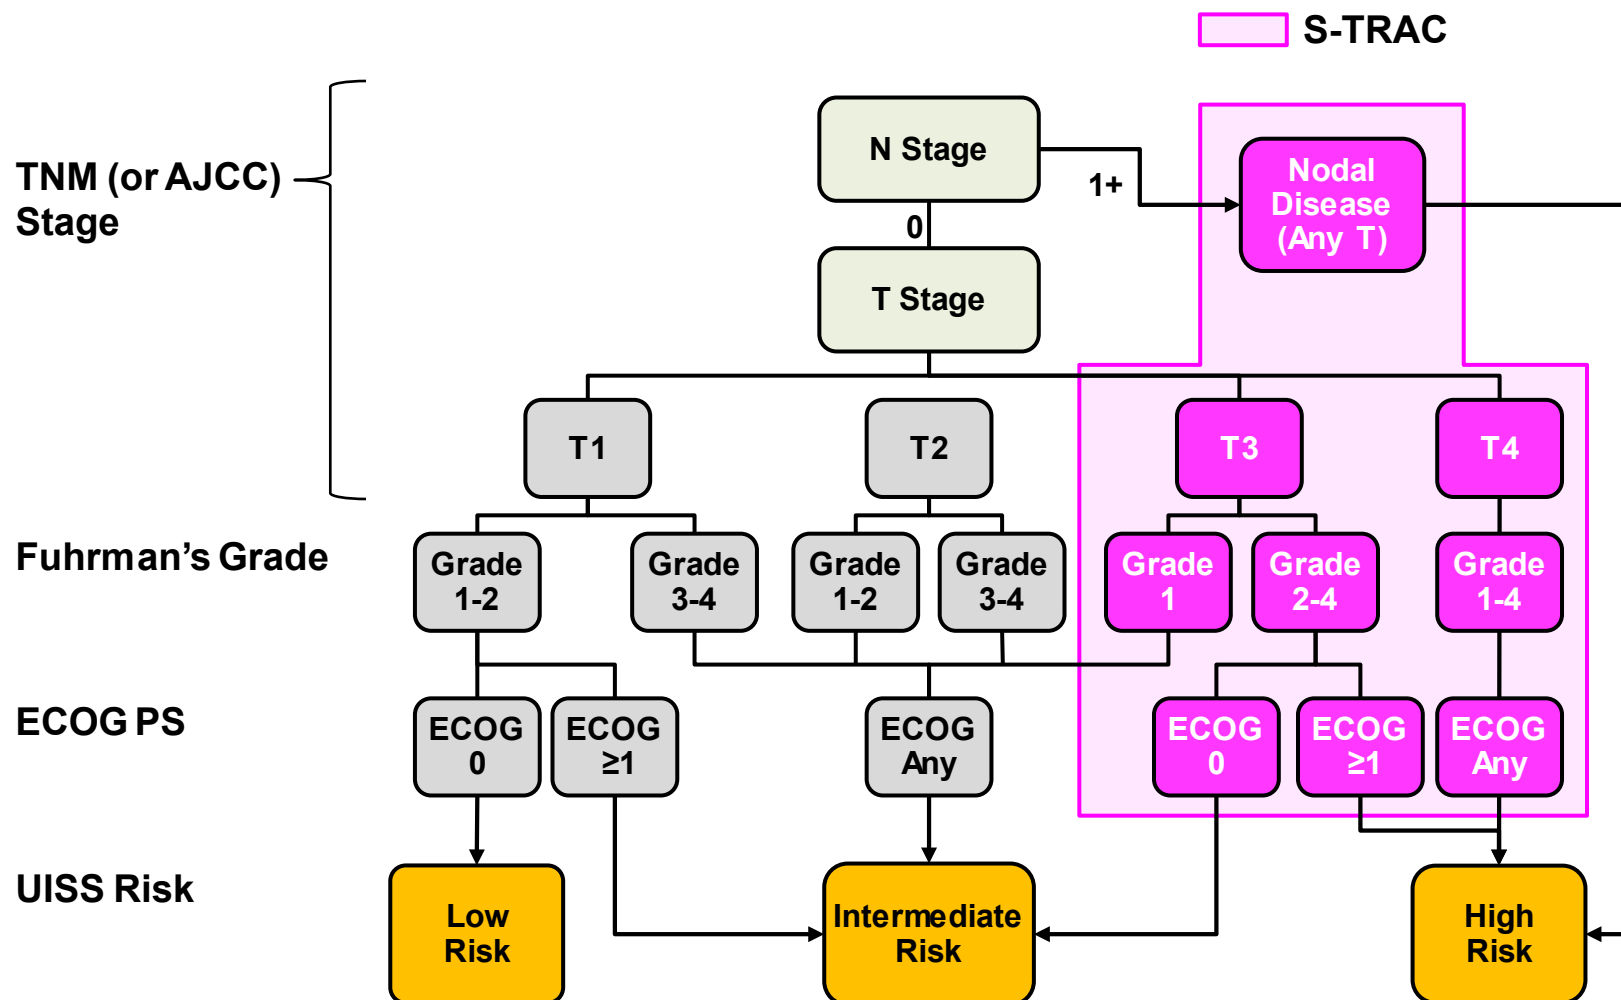 S-TRAC
TNM (or AJCC)
Stage
N Stage
1+
Nodal
Disease
(Any T)
0
T Stage
T1
T2
T3
T4
Fuhrman’s Grade
Grade
1-2
Grade
3-4
Grade
1-2
Grade
3-4
Grade
1
Grade
2-4
Grade
1-4
ECOG PS
ECOG
0
ECOG
≥1
ECOG
Any
ECOG
0
ECOG
≥1
ECOG
Any
UISS Risk
Low
Risk
Intermediate
Risk
High
Risk